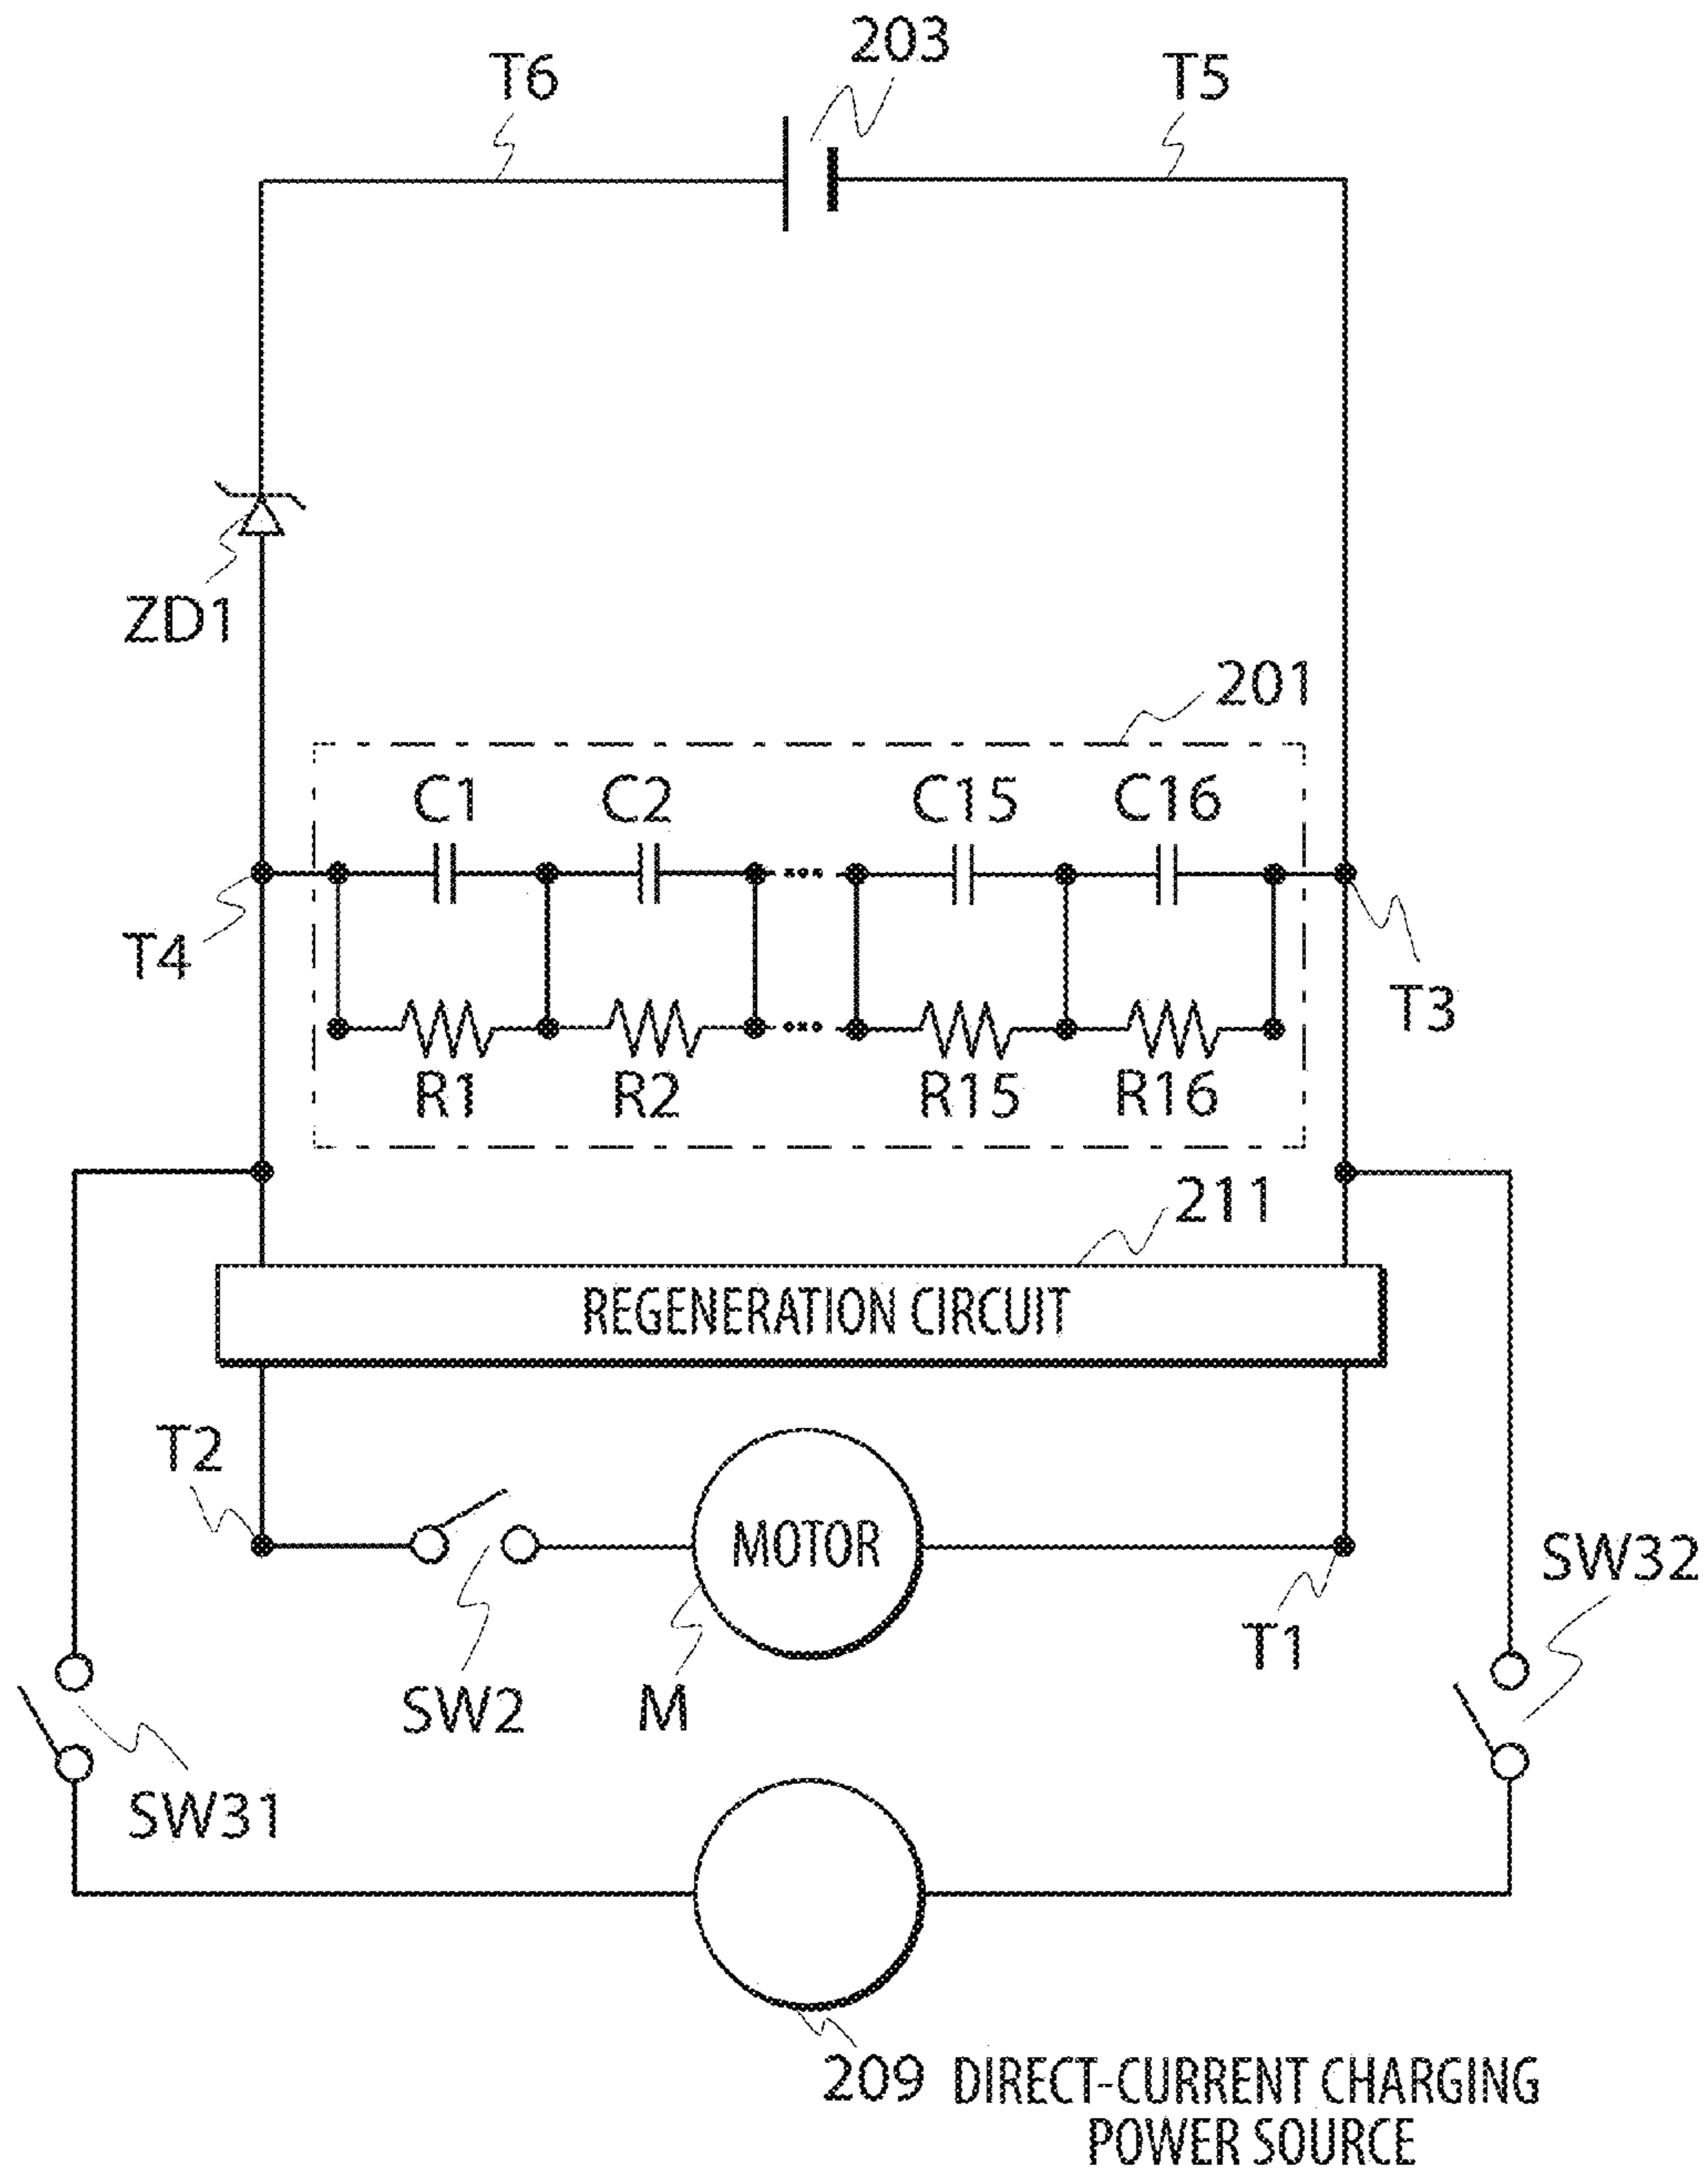 203
T6
T5
ZD1
201
C1
C2
C15
C16
T4
T3
R1
R2
R15
R16
211
REGENERATION CIRCUIT
T2
MOTOR
SW32
T1
SW2
M
SW31
209 DIRECT-CURRENT CHARGING
POWER SOURCE